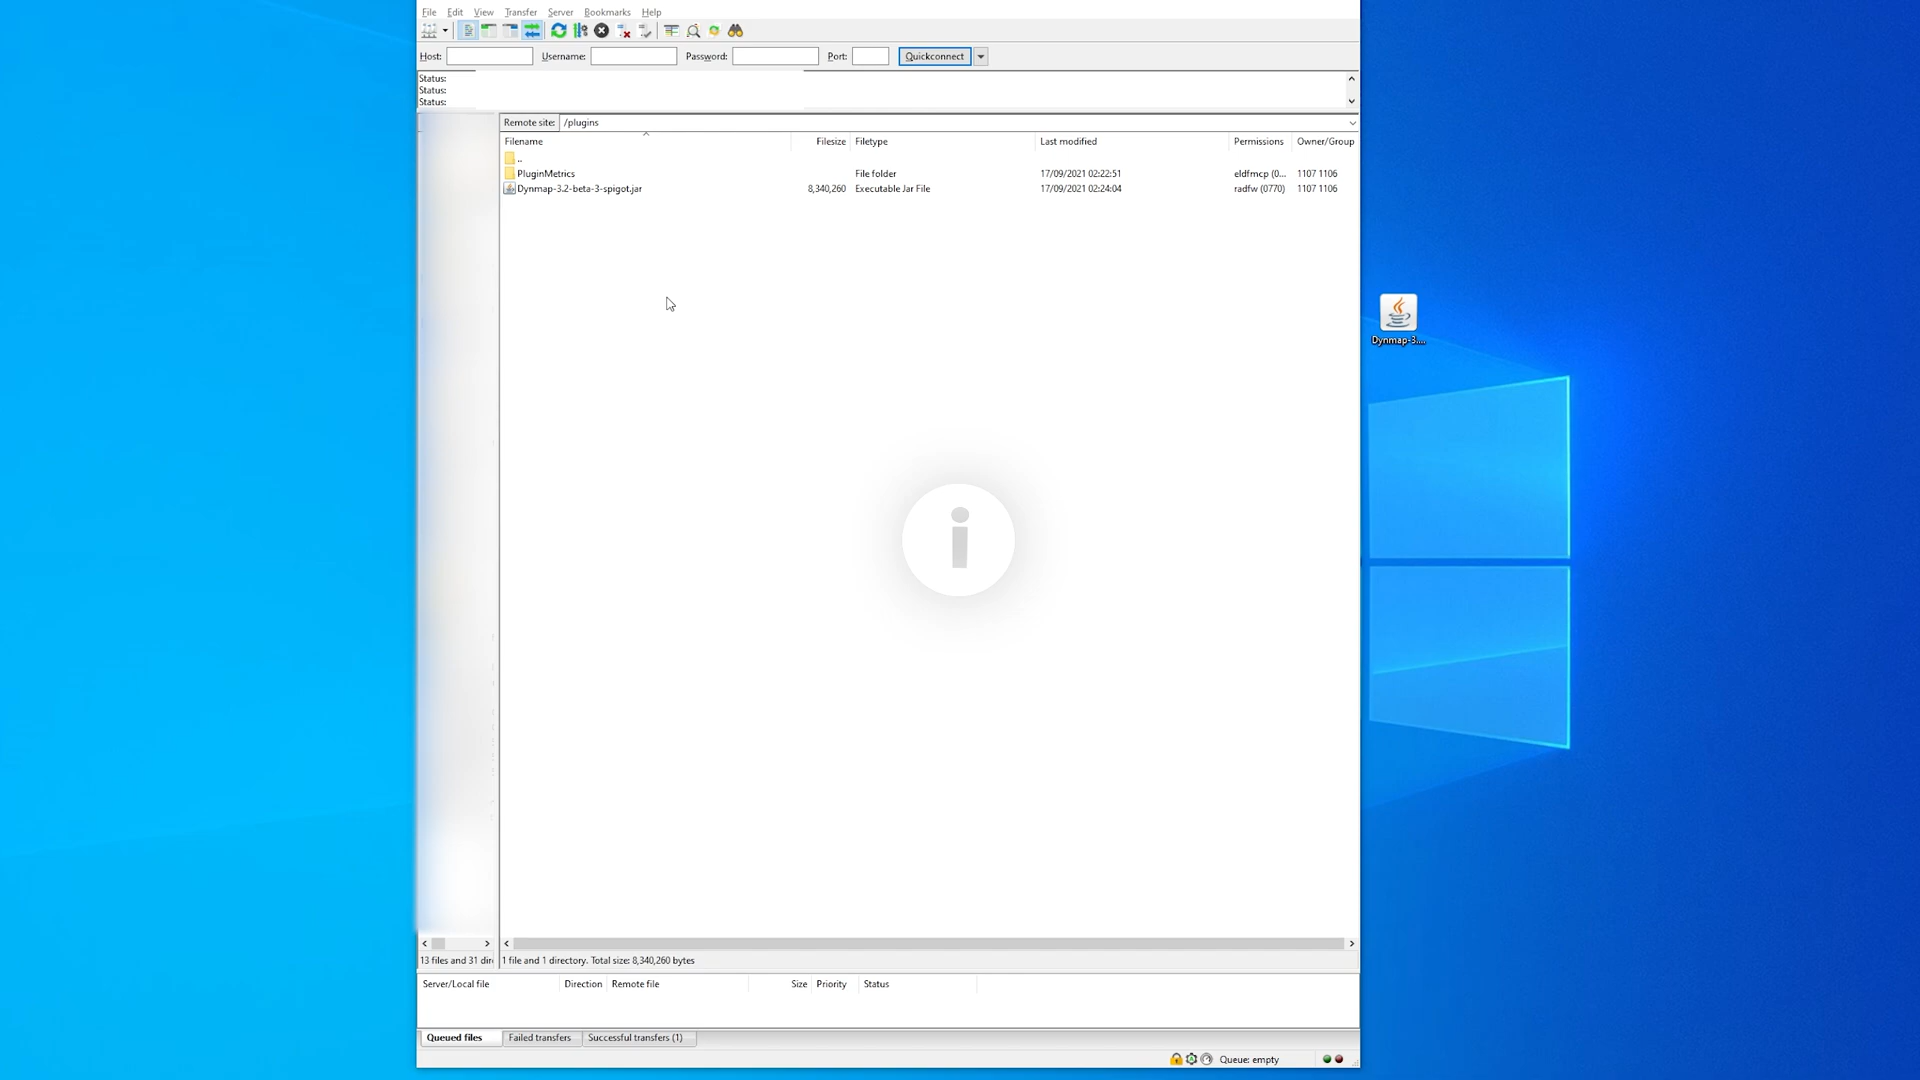 File Edit View Transfer Server Bookmarks Help
Host: Username: Password: Port: Quickconnect
Status:
Status:
Status:
Remote site: /plugins
Filename Filesize Filetype Last modified Permissions Owner/Group
..
PluginMetrics File folder 17/09/2021 02:22:51 eldfmcp (0... 1107 1106
Dynmap-3.2-beta-3-spigot.jar 8,340,260 Executable Jar File 17/09/2021 02:24:04 radfw (0770) 1107 1106
Dynmap-3....
i
13 files and 31 dir
1 file and 1 directory. Total size: 8,340,260 bytes
Server/Local file Direction Remote file Size Priority Status
Queued files Failed transfers Successful transfers (1)
Queue: empty